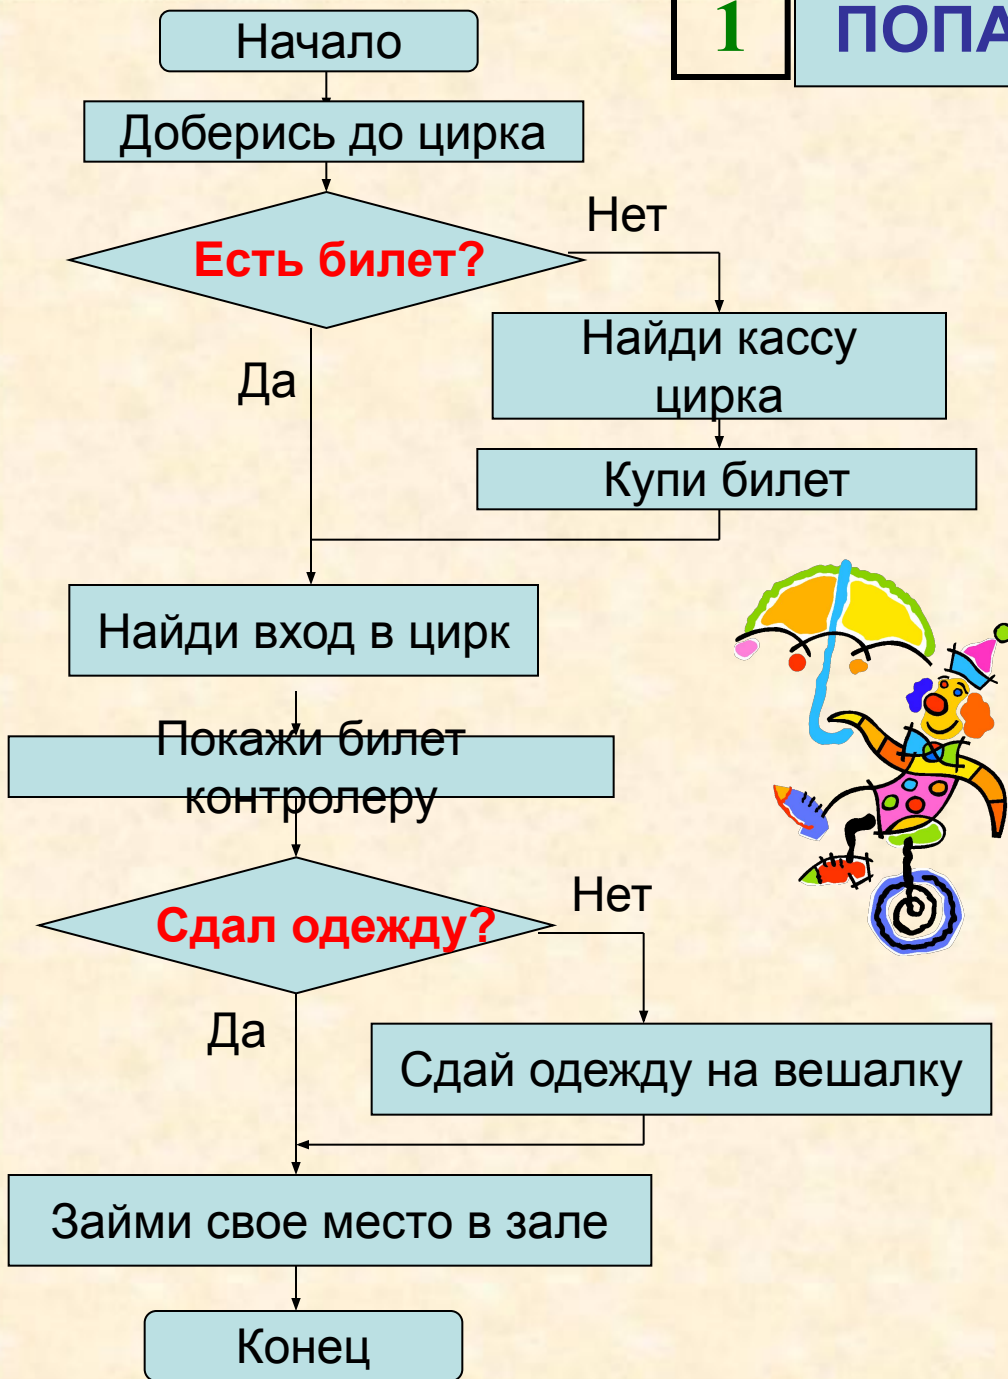 1
ПОПА
Начало
Доберись до цирка
Есть билет?
Нет
Да
Найди кассу
цирка
Купи билет
Найди вход в цирк
Покажи билет
контролеру
Сдал одежду?
Нет
Да
Сдай одежду на вешалку
Займи свое место в зале
Конец